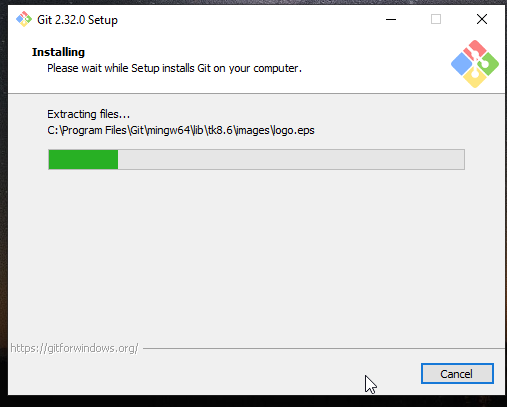 Git 2.32.0 Setup
Installing
Please wait while Setup installs Git on your computer.
Extracting files...
C:\Program Files\Git\mingw64\lib\tk8.6\images\logo.eps
https://gitforwindows.org/
Cancel